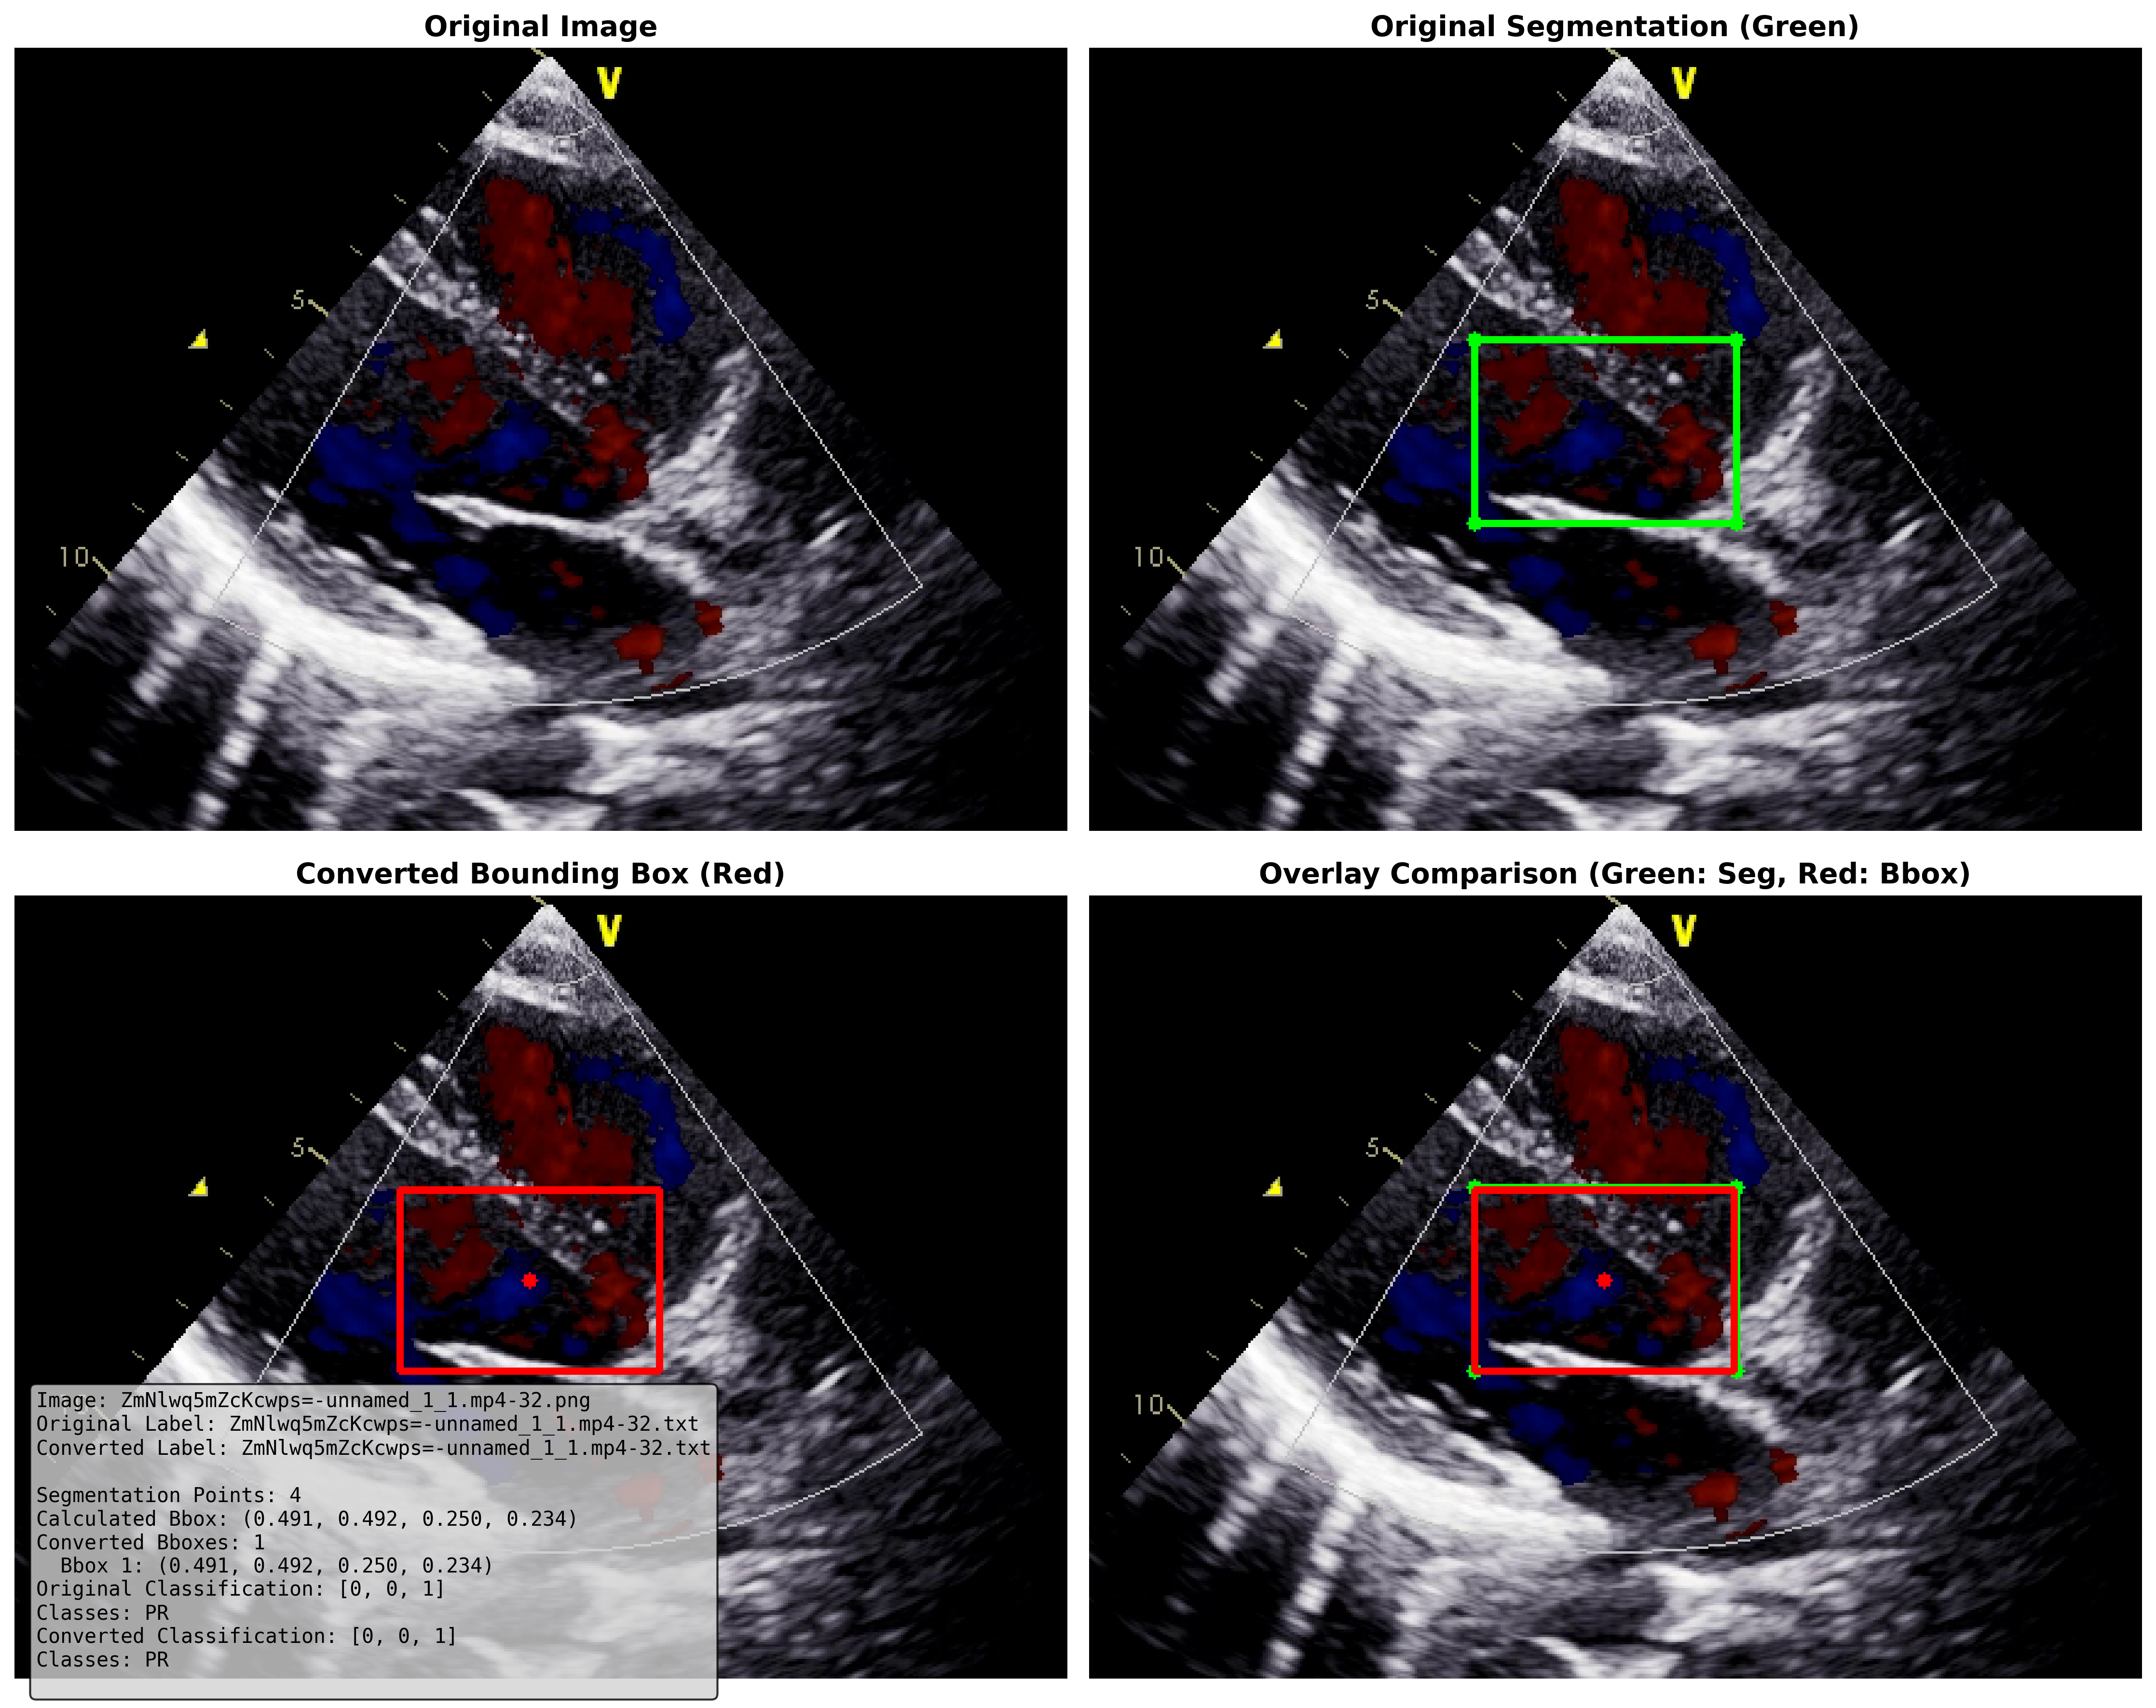 Original Image
Original Segmentation (Green)
V
5
10
V
5
10
Converted Bounding Box (Red)
Overlay Comparison (Green: Seg, Red: Bbox)
V
5
V
5
10
Image: ZmNlwq5mZcKcwps=-unnamed_1_1.mp4-32.png
Original Label: ZmNlwq5mZcKcwps=-unnamed_1_1.mp4-32.txt
Converted Label: ZmNlwq5mZcKcwps=-unnamed_1_1.mp4-32.txt
Segmentation Points: 4
Calculated Bbox: (0.491, 0.492, 0.250, 0.234)
Converted Bboxes: 1
Bbox 1: (0.491, 0.492, 0.250, 0.234)
Original Classification: [0, 0, 1]
Classes: PR
Converted Classification: [0, 0, 1]
Classes: PR